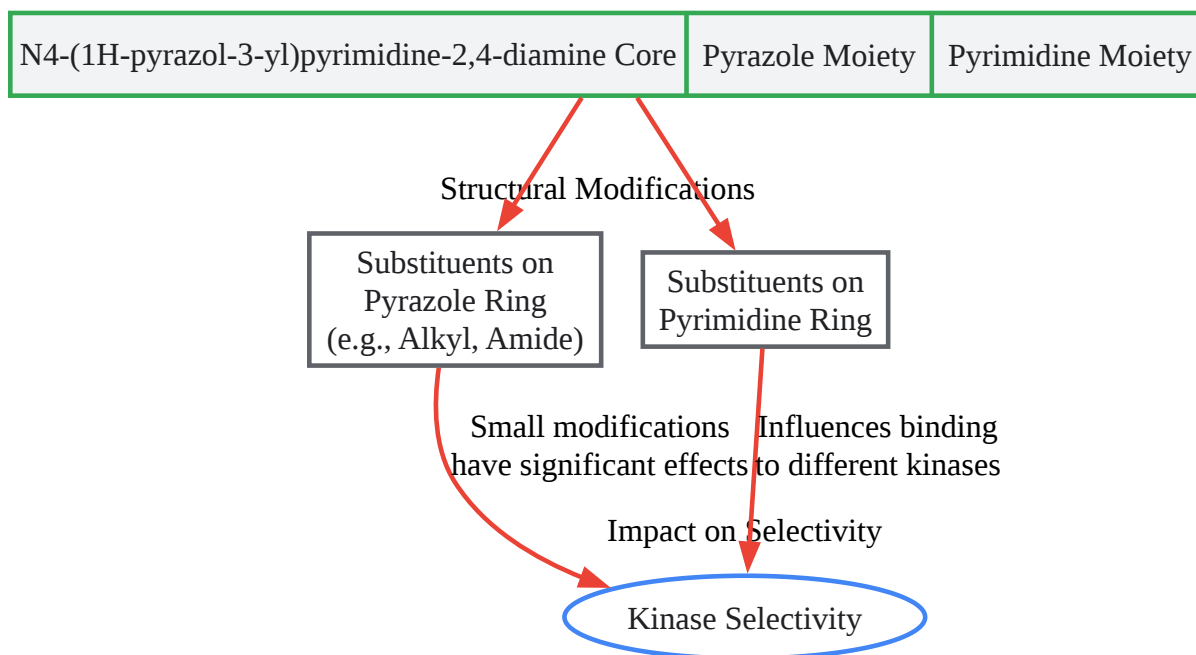 N4-(1H-pyrazol-3-yl)pyrimidine-2,4-diamine Core
Pyrazole Moiety
Pyrimidine Moiety
Structural Modifications
Substituents on
Pyrazole Ring
(e.g., Alkyl, Amide)
Substituents on
Pyrimidine Ring
Small modifications
have significant effects
Influences binding
to different kinases
Impact on Selectivity
Kinase Selectivity